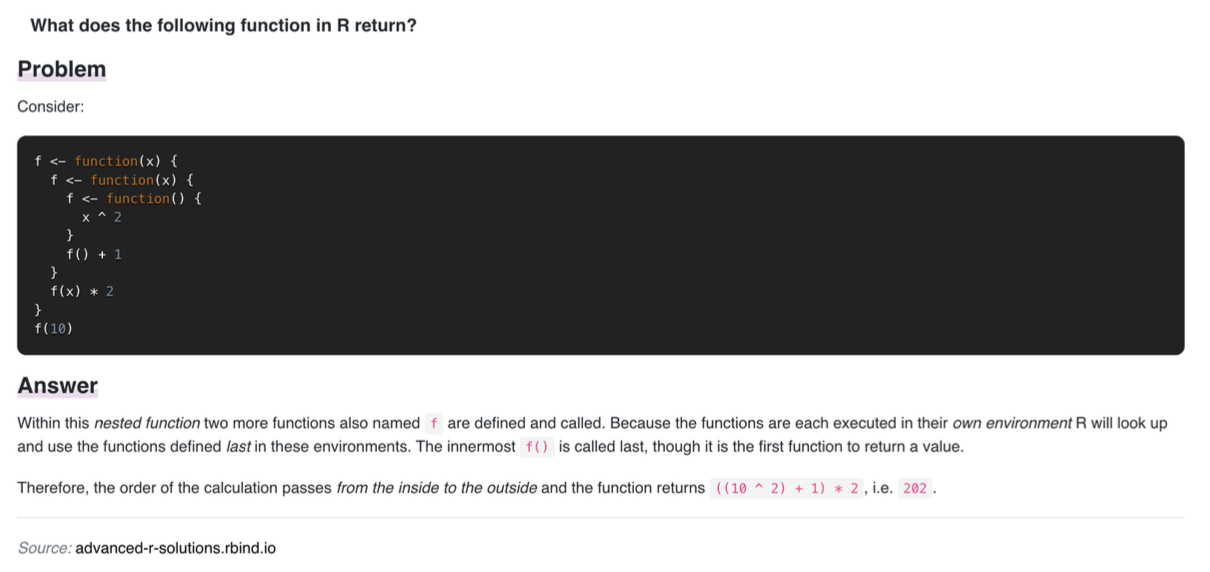 What does the following function in R return?
Problem
Consider:
f <- function(x) {
  f <- function(x) {
    f <- function() {
      x ^ 2
    }
    f() + 1
  }
  f(x) * 2
}
f(10)
Answer
Within this nested function two more functions also named f are defined and called. Because the functions are each executed in their own environment R will look up
and use the functions defined last in these environments. The innermost f() is called last, though it is the first function to return a value.
Therefore, the order of the calculation passes from the inside to the outside and the function returns ((10 ^ 2) + 1) * 2 , i.e. 202 .
Source: advanced-r-solutions.rbind.io